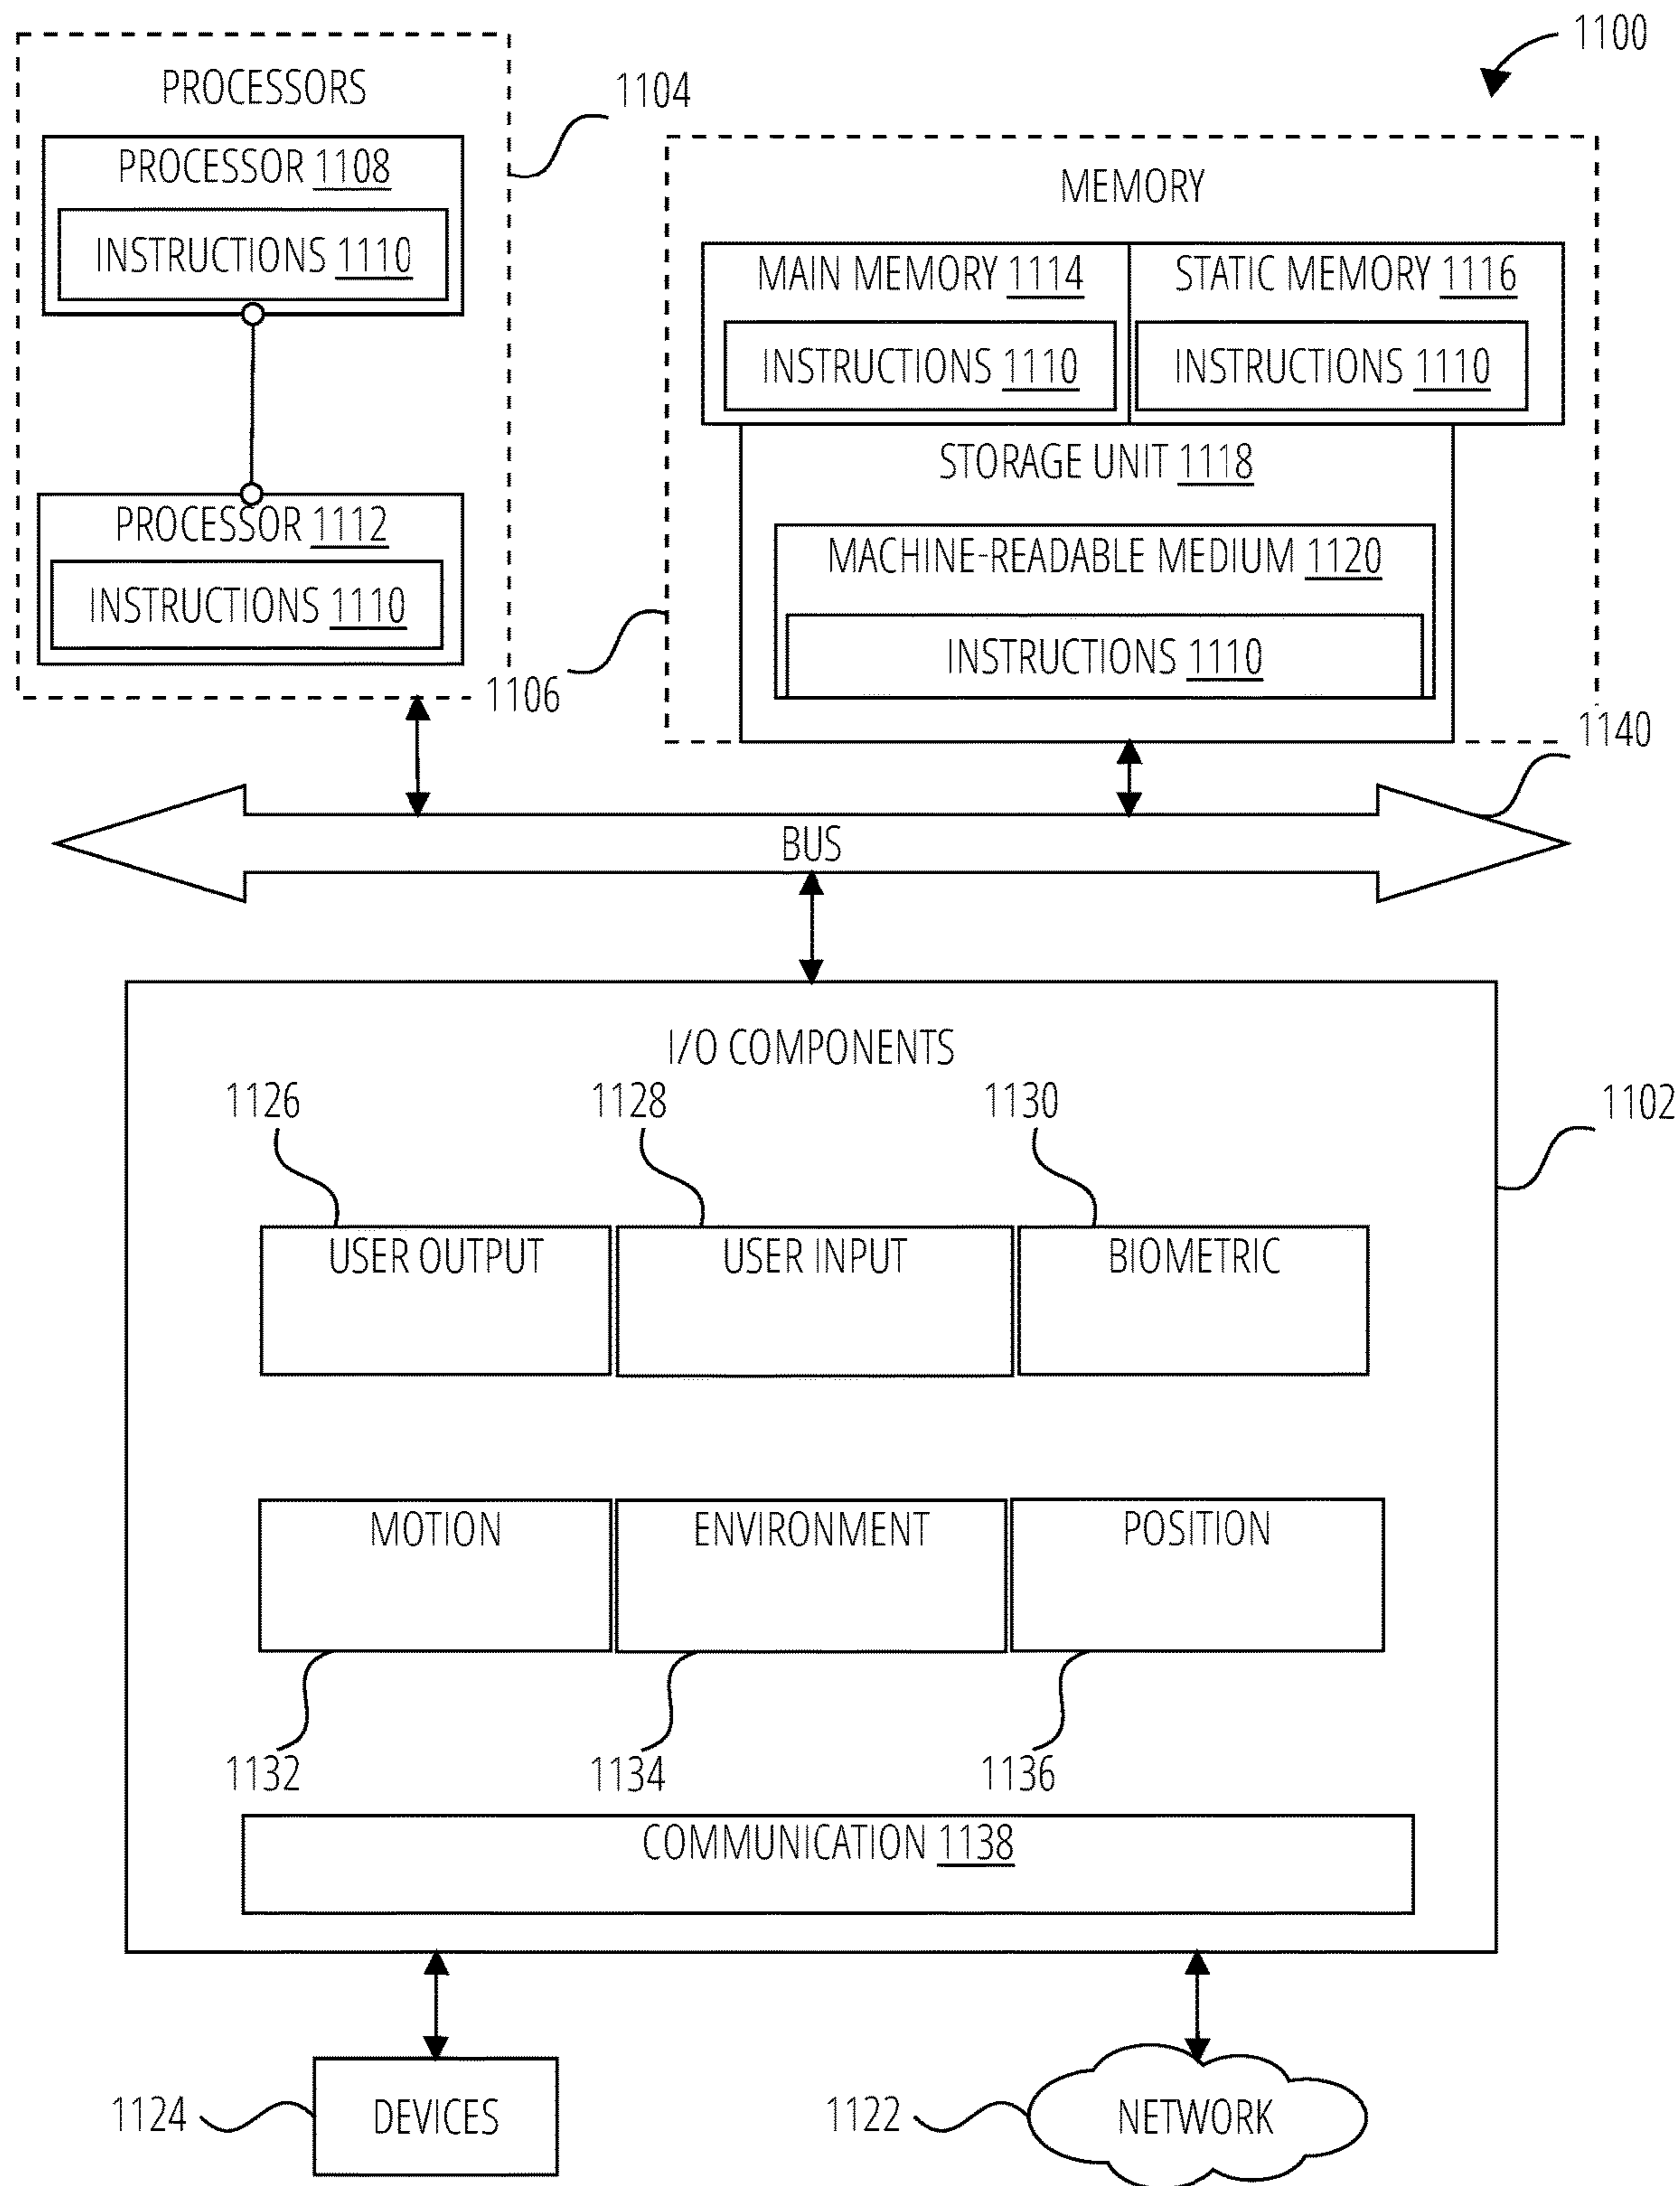 1100
PROCESSORS
1104
PROCESSOR 1108
INSTRUCTIONS 1110
PROCESSOR 1112
INSTRUCTIONS 1110
MEMORY
MAIN MEMORY 1114
INSTRUCTIONS 1110
STATIC MEMORY 1116
INSTRUCTIONS 1110
STORAGE UNIT 1118
MACHINE-READABLE MEDIUM 1120
INSTRUCTIONS 1110
1106
1140
BUS
I/O COMPONENTS
1126
1128
1130
1102
USER OUTPUT
USER INPUT
BIOMETRIC
MOTION
ENVIRONMENT
POSITION
1132
1134
1136
COMMUNICATION 1138
1124
DEVICES
1122
NETWORK